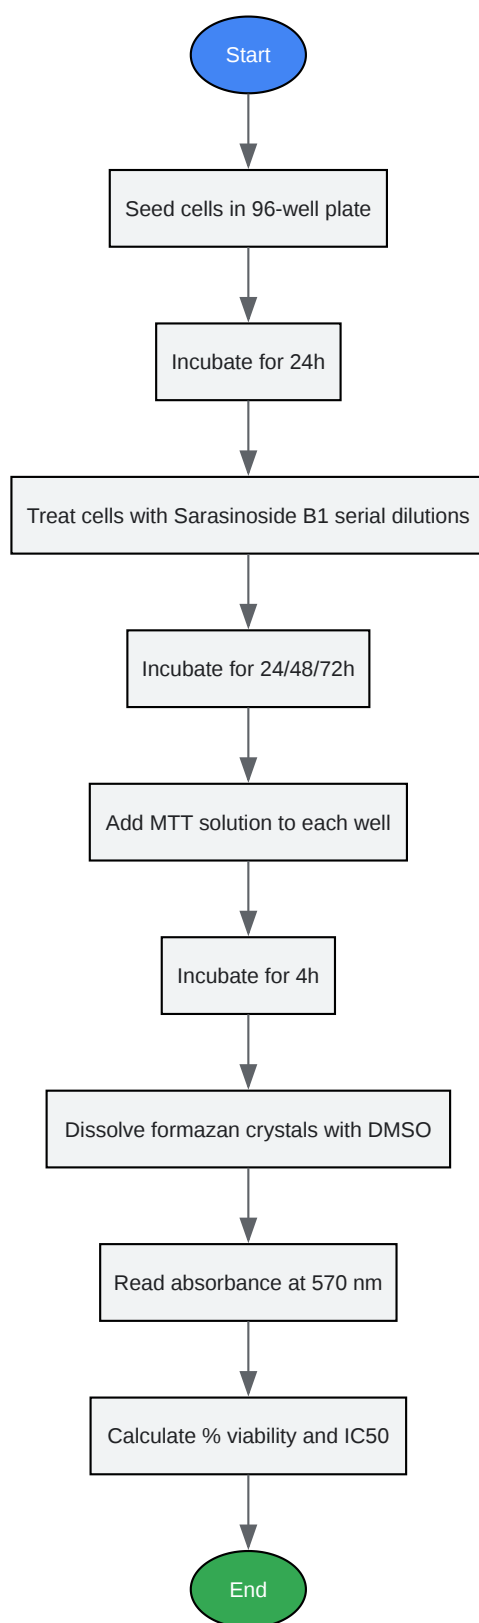 Start
Seed cells in 96-well plate
Incubate for 24h
Treat cells with Sarasinoside B1 serial dilutions
Incubate for 24/48/72h
Add MTT solution to each well
Incubate for 4h
Dissolve formazan crystals with DMSO
Read absorbance at 570 nm
Calculate % viability and IC50
End